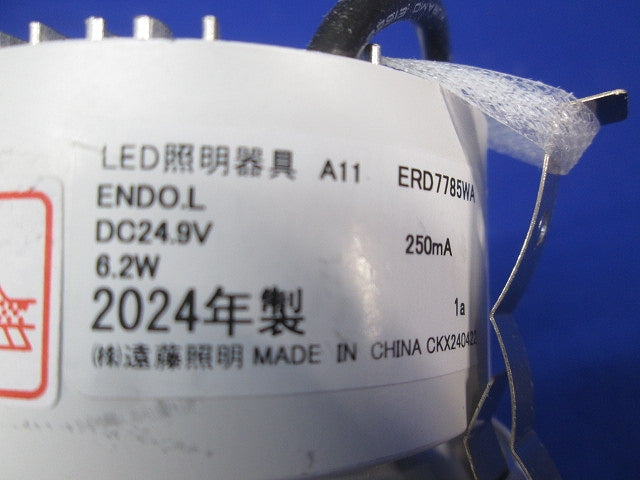 LED照明器具 A11 ERD7785WA
ENDO.L
DC24.9V 250mA
6.2W
2024年製 1a
(株)遠藤照明 MADE IN CHINA CKX240422